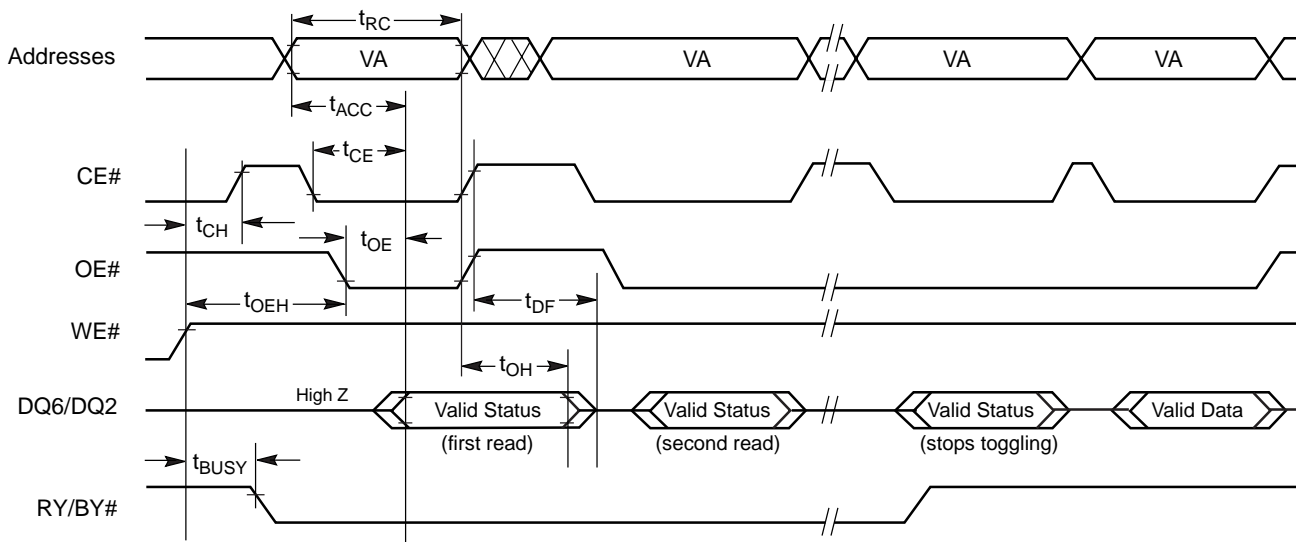 tRC
Addresses VA VA VA VA
tACC
tCE
CE#
tCH
tOE
OE#
tOEH
tDF
WE#
tOH
High Z
DQ6/DQ2 Valid Status Valid Status Valid Status Valid Data
(first read) (second read) (stops toggling)
tBUSY
RY/BY#